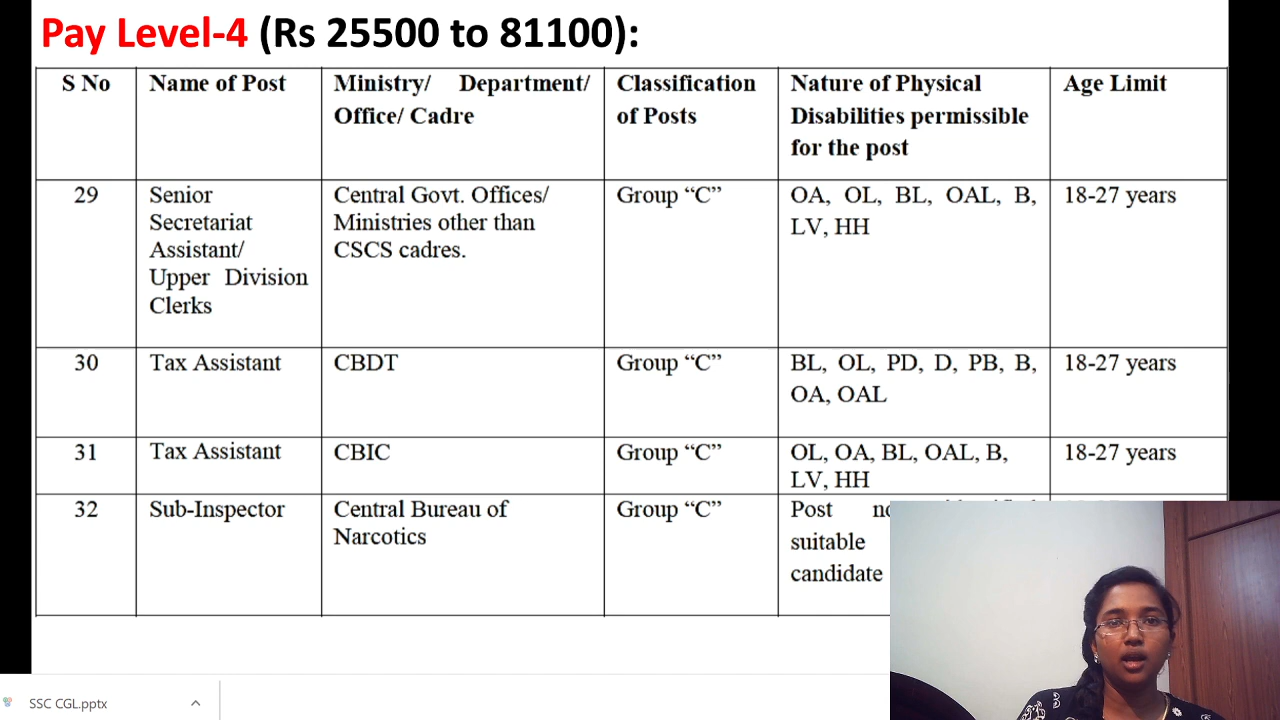 Pay Level-4 (Rs 25500 to 81100):
S No
Name of Post
Ministry/ Department/
Office/ Cadre
Classification
of Posts
Nature of Physical
Disabilities permissible
for the post
Age Limit
29
Senior
Secretariat
Assistant/
Upper Division
Clerks
Central Govt. Offices/
Ministries other than
CSCS cadres.
Group “C”
OA, OL, BL, OAL, B,
LV, HH
18-27 years
30
Tax Assistant
CBDT
Group “C”
BL, OL, PD, D, PB, B,
OA, OAL
18-27 years
31
Tax Assistant
CBIC
Group “C”
OL, OA, BL, OAL, B,
LV, HH
18-27 years
32
Sub-Inspector
Central Bureau of
Narcotics
Group “C”
Post
suitable
candidate
SSC CGL.pptx